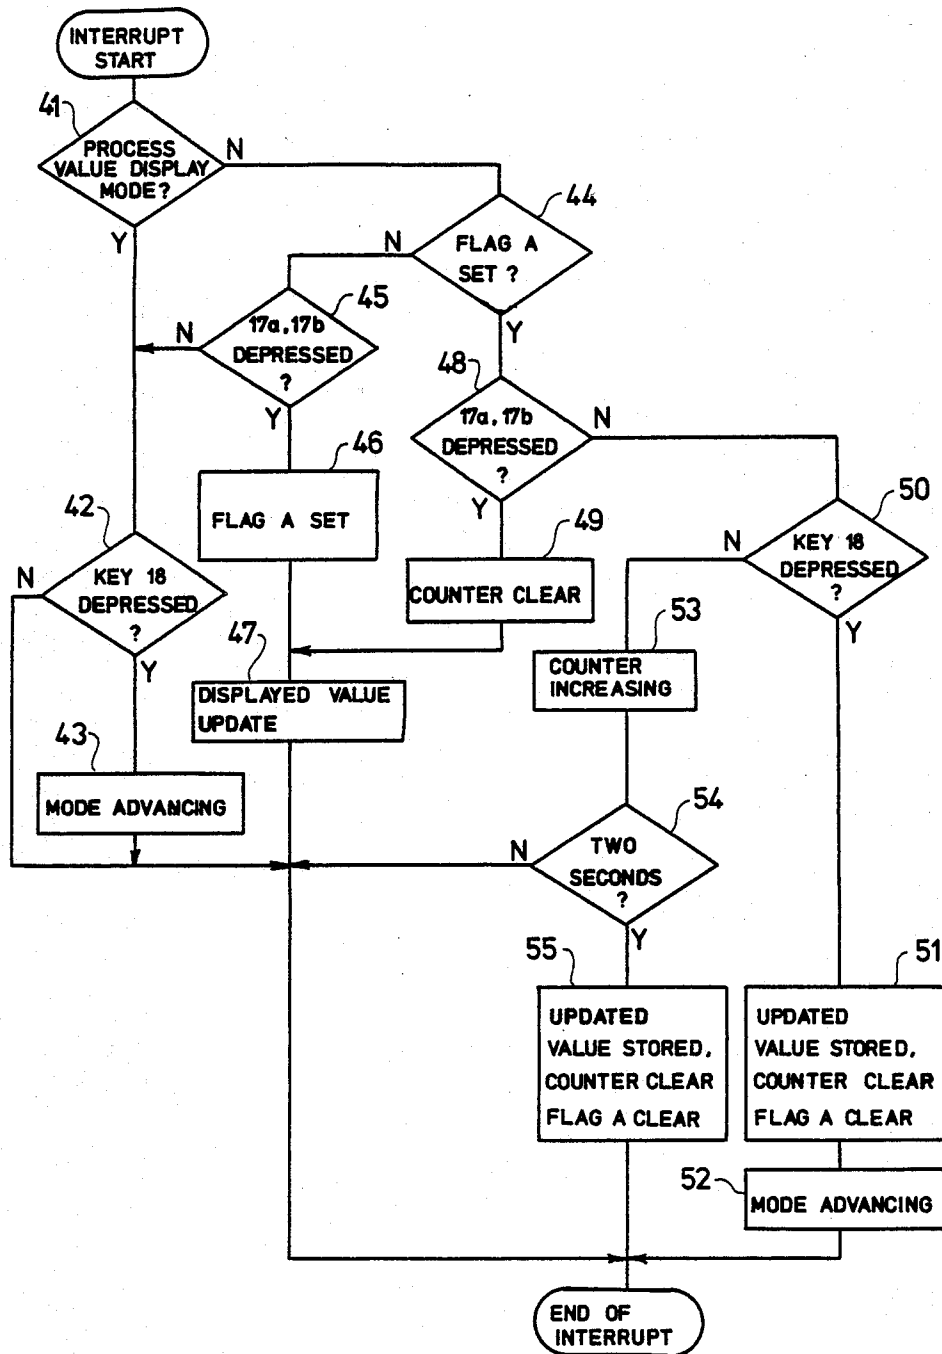 INTERRUPT
START
41
PROCESS
VALUE DISPLAY
MODE?
N
Y
44
FLAG A
SET ?
N
Y
45
17a, 17b
DEPRESSED
?
N
Y
48
17a, 17b
DEPRESSED
?
N
Y
46
FLAG A SET
42
KEY 18
DEPRESSED
?
N
Y
49
COUNTER CLEAR
50
KEY 18
DEPRESSED
?
N
Y
47
DISPLAYED VALUE
UPDATE
53
COUNTER
INCREASING
43
MODE ADVANCING
54
TWO
SECONDS
?
N
Y
55
UPDATED
VALUE STORED,
COUNTER CLEAR
FLAG A CLEAR
51
UPDATED
VALUE STORED,
COUNTER CLEAR
FLAG A CLEAR
52
MODE ADVANCING
END OF
INTERRUPT